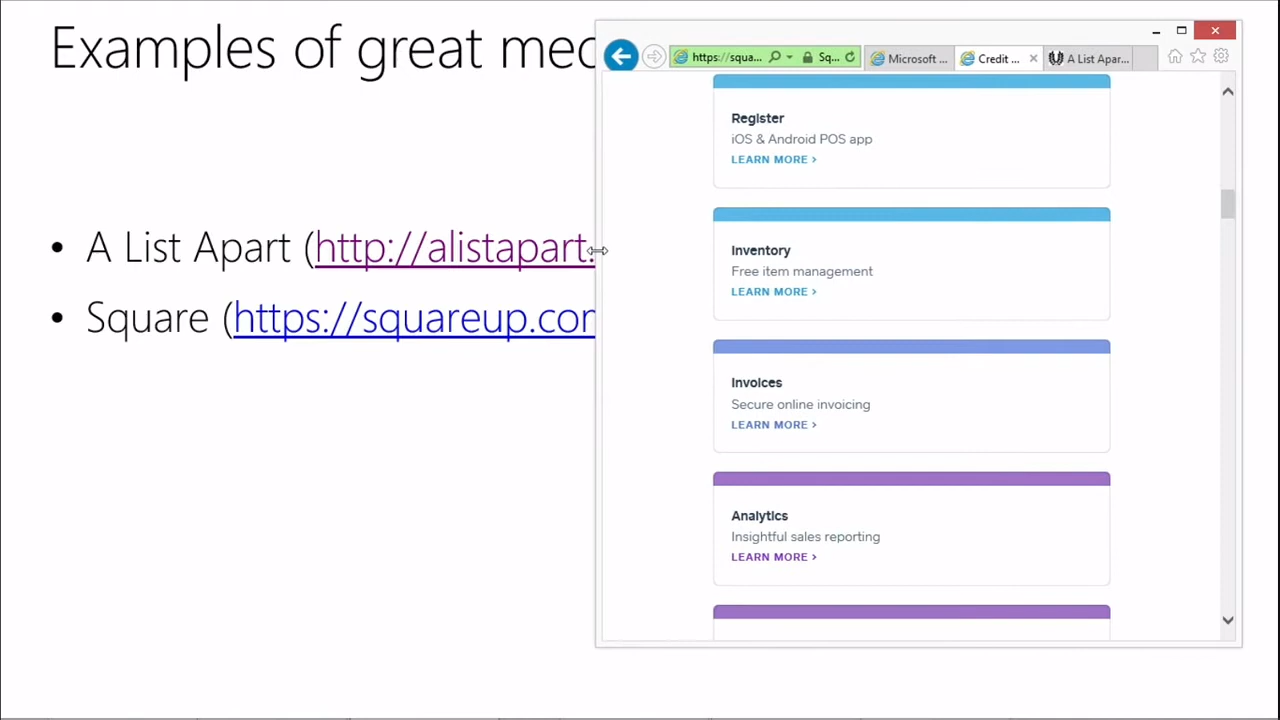 Examples of great med
• A List Apart (http://alistapart.
• Square (https://squareup.com
https://squa... Sq... Microsoft ... Credit ... A List Apar...
Register
iOS & Android POS app
LEARN MORE >
Inventory
Free item management
LEARN MORE >
Invoices
Secure online invoicing
LEARN MORE >
Analytics
Insightful sales reporting
LEARN MORE >